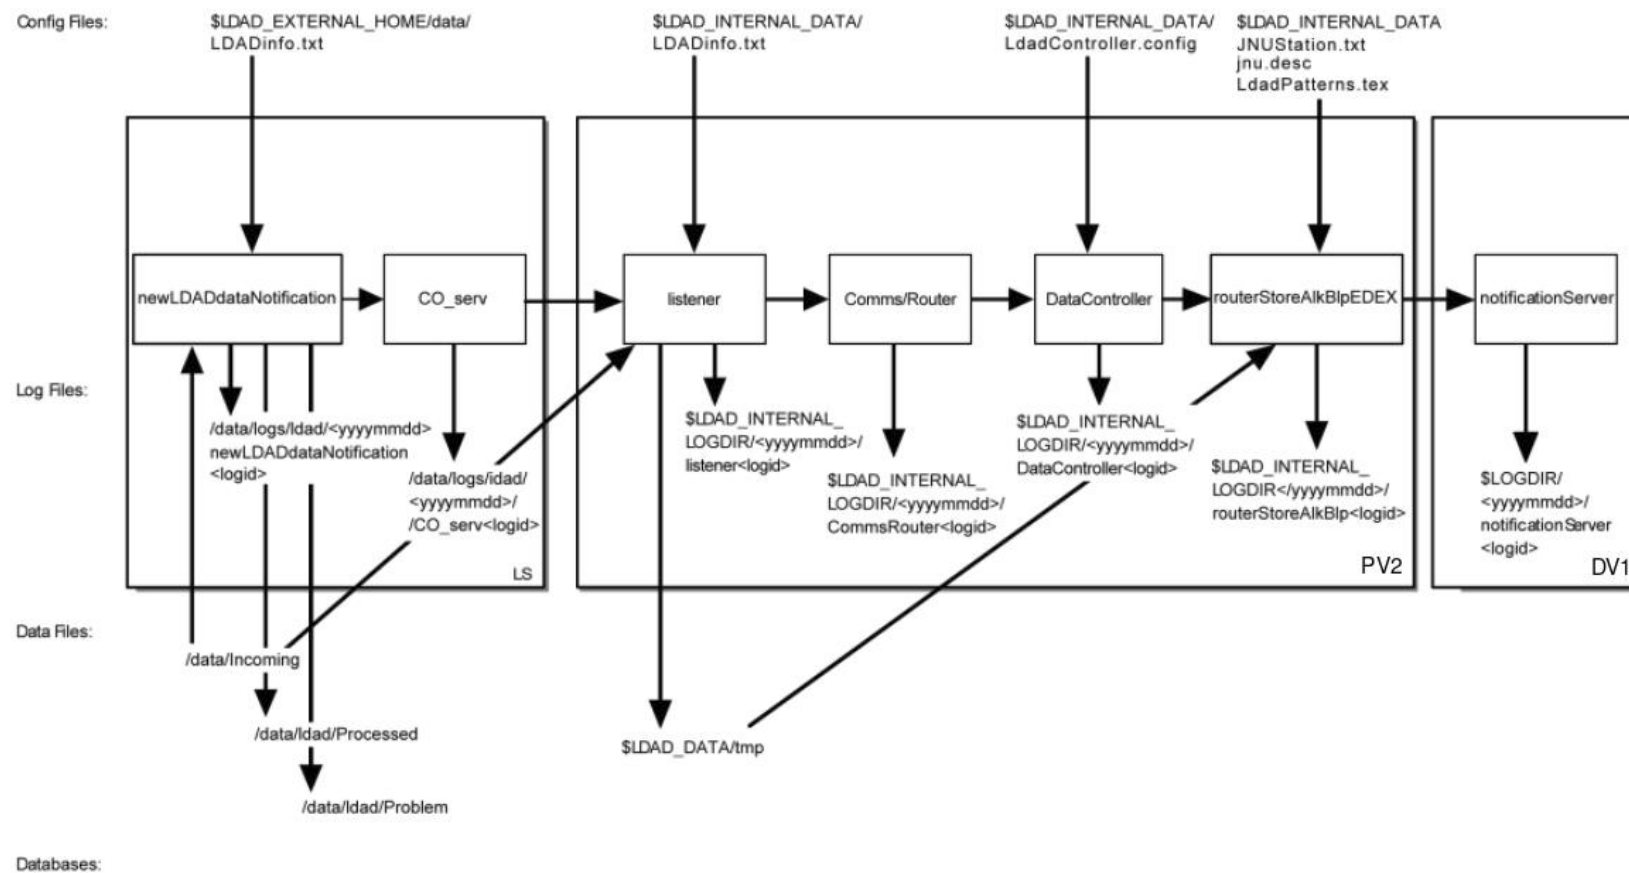 Config Files:
$LDAD_EXTERNAL_HOME/data/
LDADinfo.txt
$LDAD_INTERNAL_DATA/
LDADinfo.txt
$LDAD_INTERNAL_DATA/
LdadController.config
$LDAD_INTERNAL_DATA
JNUStation.txt
jnu.desc
LdadPatterns.tex
newLDADdataNotification
CO_serv
listener
Comms/Router
DataController
routerStoreAlkBlpEDEX
notificationServer
Log Files:
/data/logs/ldad/<yyyymmdd>
newLDADdataNotification
<logid>
/data/logs/idad/
<yyyymmdd>/
/CO_serv<logid>
$LDAD_INTERNAL_
LOGDIR/<yyyymmdd>/
listener<logid>
$LDAD_INTERNAL_
LOGDIR/<yyyymmdd>/
CommsRouter<logid>
$LDAD_INTERNAL_
LOGDIR/<yyyymmdd>/
DataController<logid>
$LDAD_INTERNAL_
LOGDIR</yyyymmdd>/
routerStoreAlkBlp<logid>
$LOGDIR/
<yyyymmdd>/
notificationServer
<logid>
LS
PV2
DV1
Data Files:
/data/Incoming
/data/ldad/Processed
$LDAD_DATA/tmp
/data/ldad/Problem
Databases: